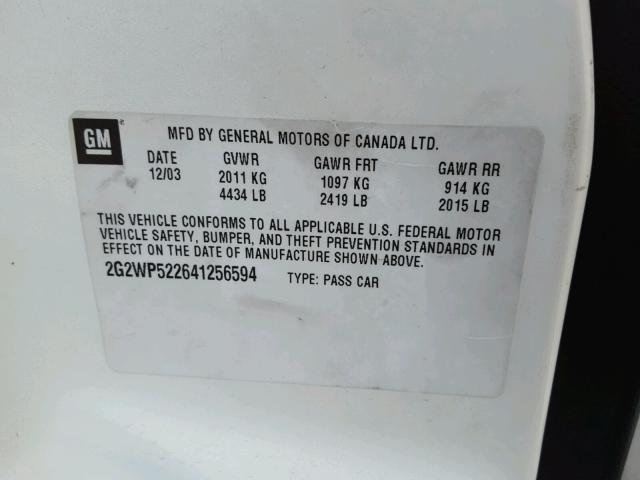 GM
MFD BY GENERAL MOTORS OF CANADA LTD.
DATE GVWR GAWR FRT GAWR RR
12/03 2011 KG 1097 KG 914 KG
4434 LB 2419 LB 2015 LB
THIS VEHICLE CONFORMS TO ALL APPLICABLE U.S. FEDERAL MOTOR
VEHICLE SAFETY, BUMPER, AND THEFT PREVENTION STANDARDS IN
EFFECT ON THE DATE OF MANUFACTURE SHOWN ABOVE.
2G2WP522641256594 TYPE: PASS CAR